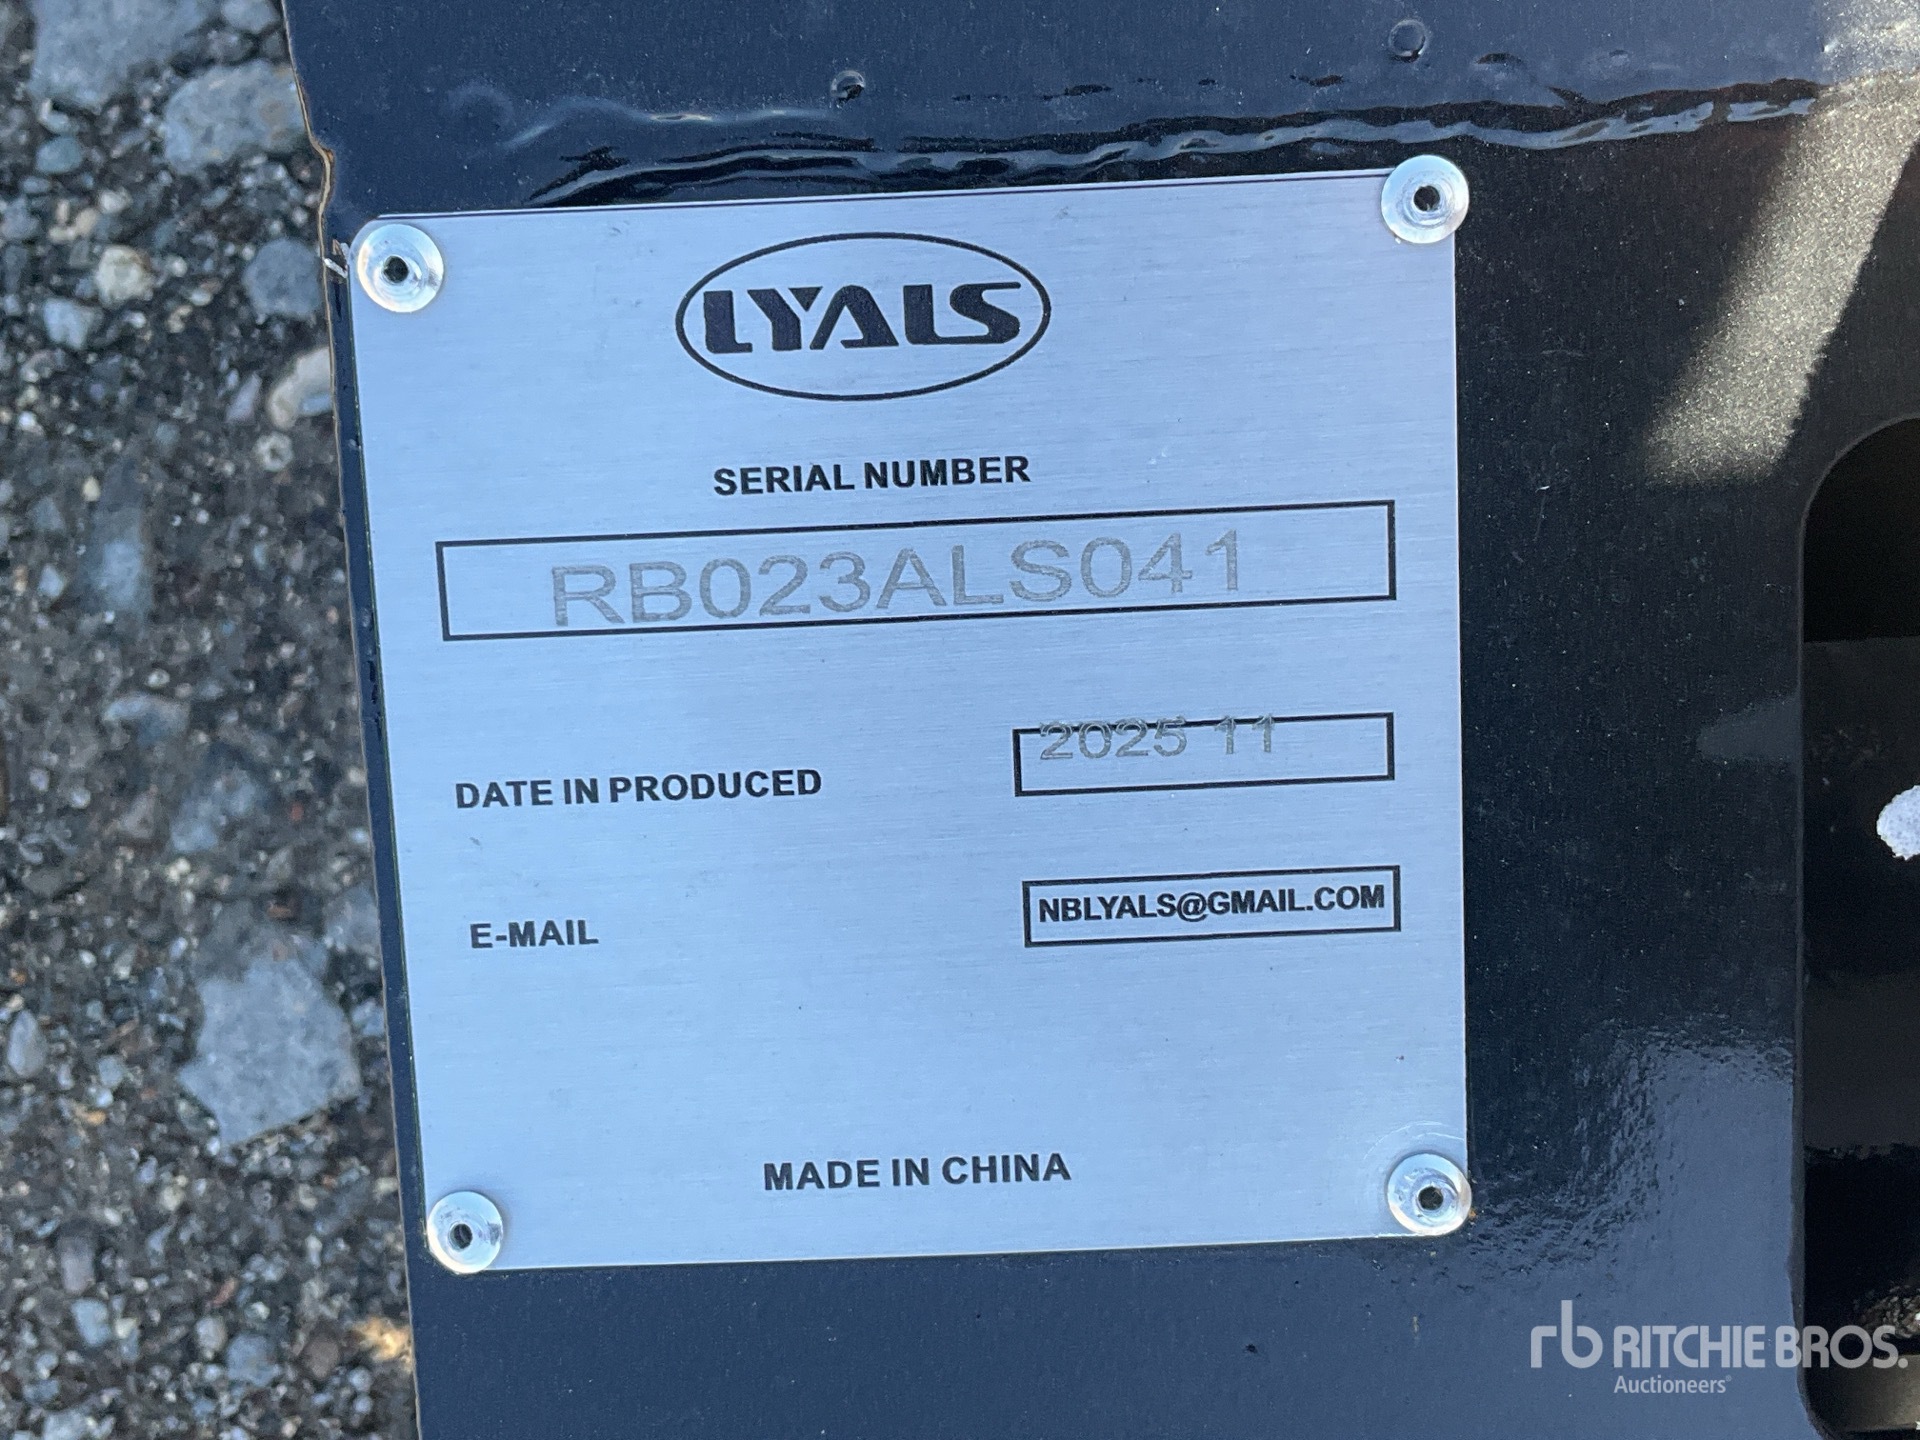 LYALS
SERIAL NUMBER
RB023ALS041
DATE IN PRODUCED 2025 11
E-MAIL NBLYALS@GMAIL.COM
MADE IN CHINA
rb RITCHIE BROS.
Auctioneers